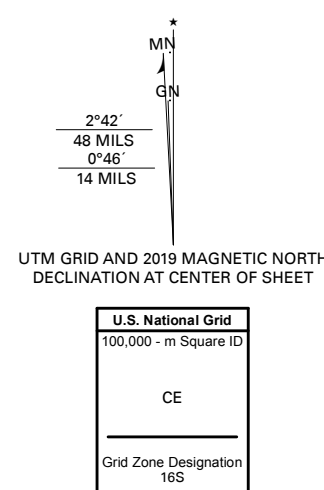 ★
MN
GN
2°42´
48 MILS
0°46´
14 MILS
UTM GRID AND 2019 MAGNETIC NORTH
DECLINATION AT CENTER OF SHEET
U.S. National Grid
100,000 - m Square ID
CE
Grid Zone Designation
16S